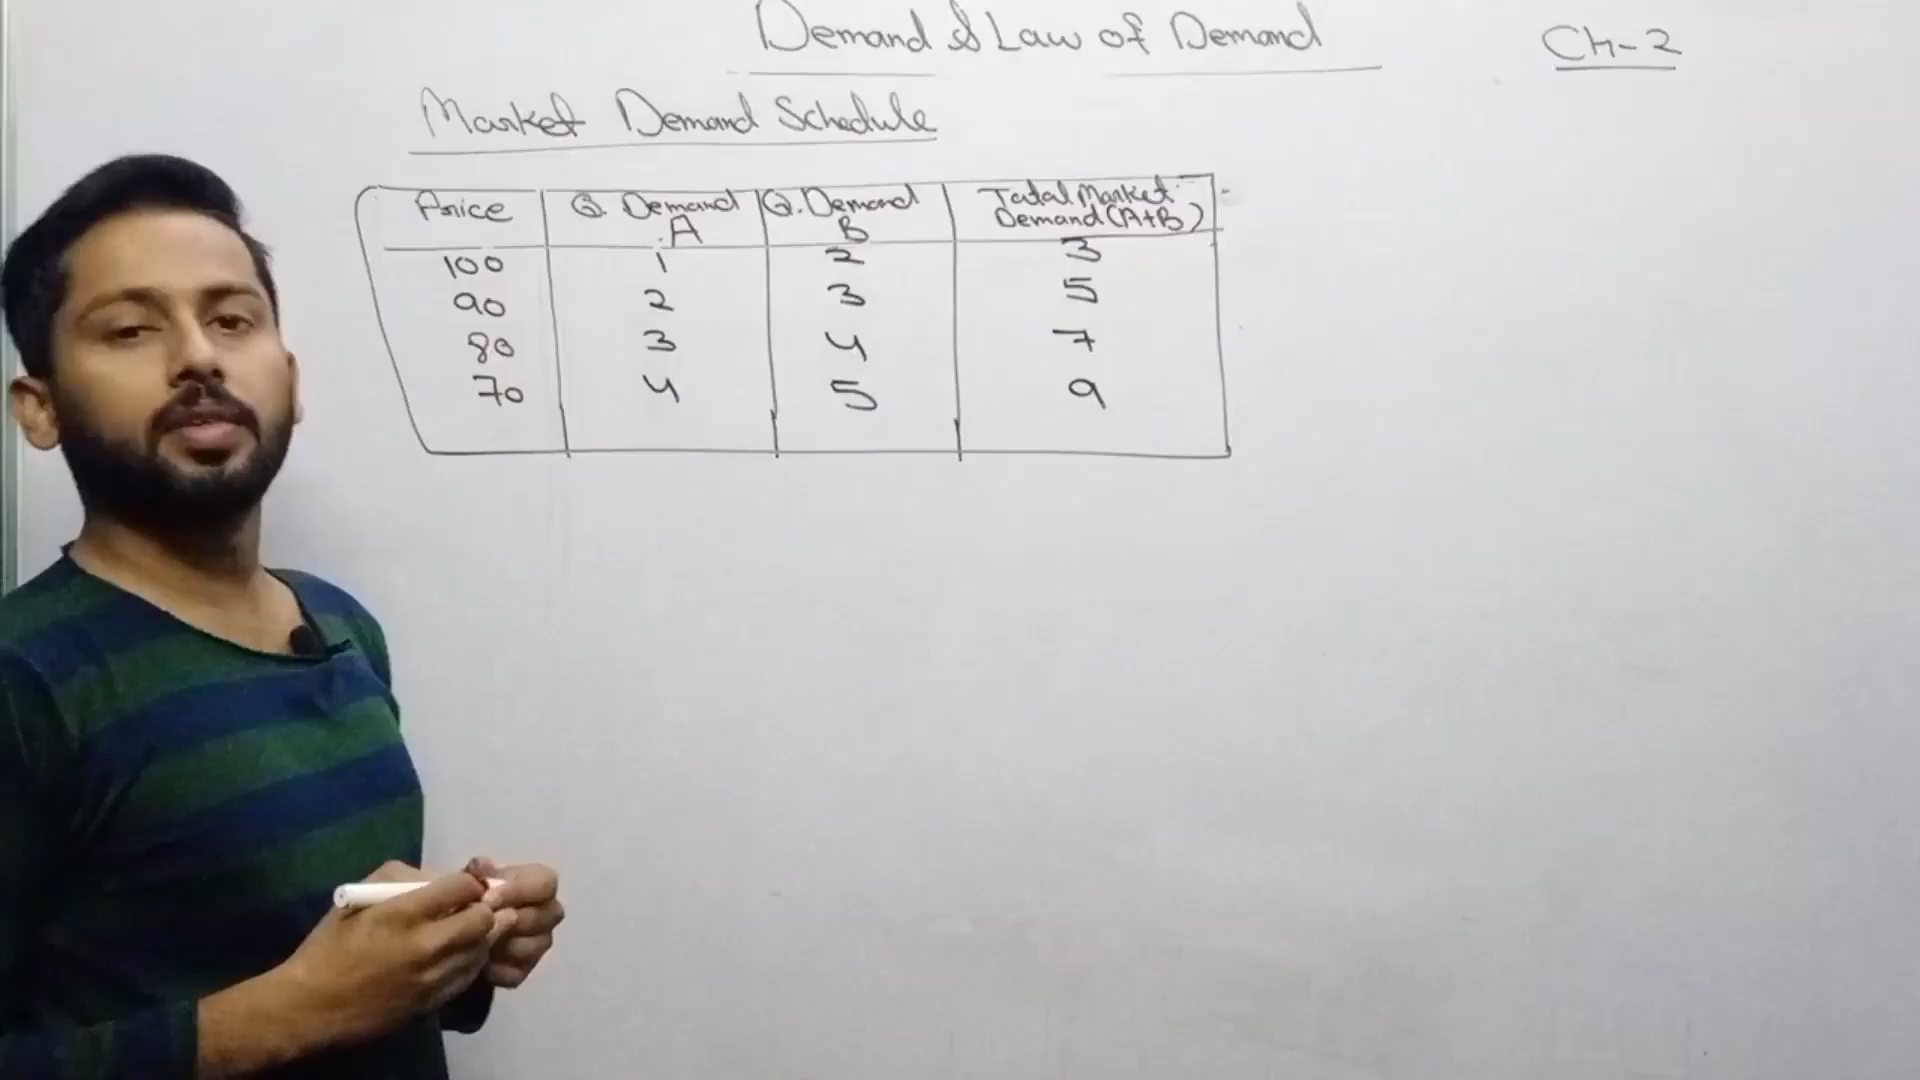 Demand & Law of Demand
Ch-2
Market Demand Schedule
Price Q. Demand A Q. Demand B Total Market Demand (A+B)
100 1 2 3
90 2 3 5
80 3 4 7
70 4 5 9